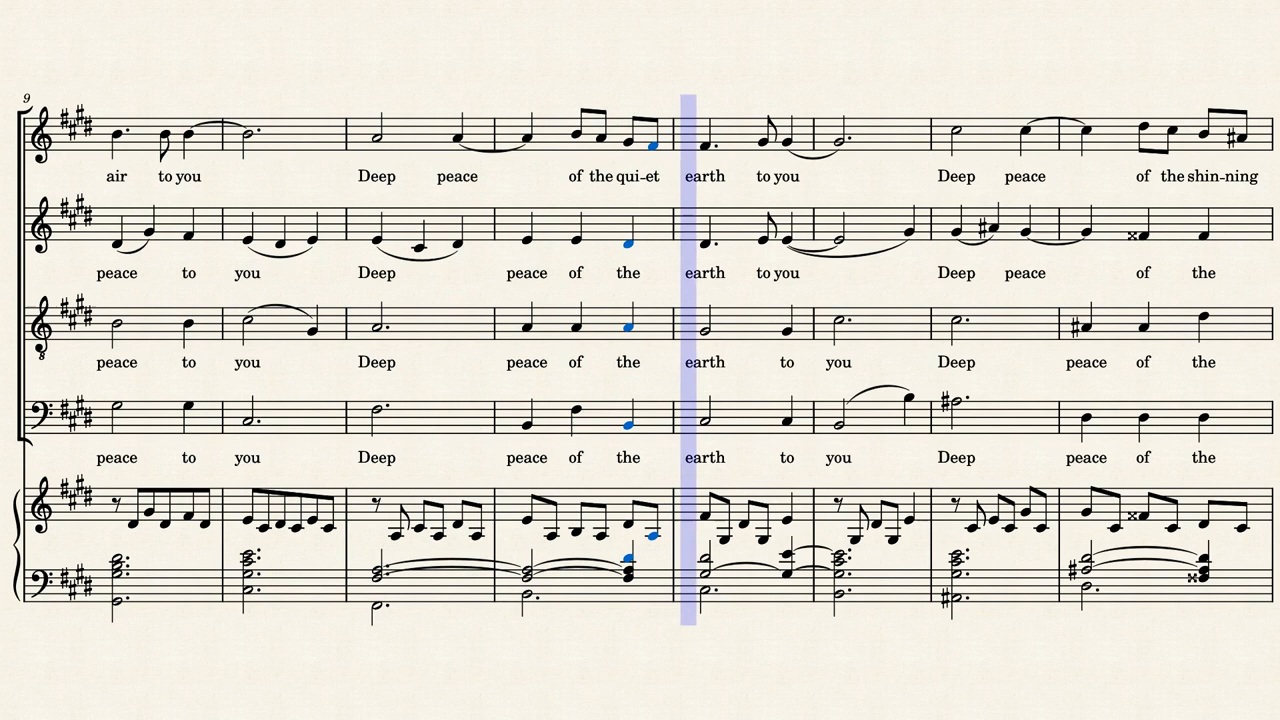 9
air to you Deep peace of the qui-et earth to you Deep peace of the shin-ning
peace to you Deep peace of the earth to you Deep peace of the
8
peace to you Deep peace of the earth to you Deep peace of the
peace to you Deep peace of the earth to you Deep peace of the